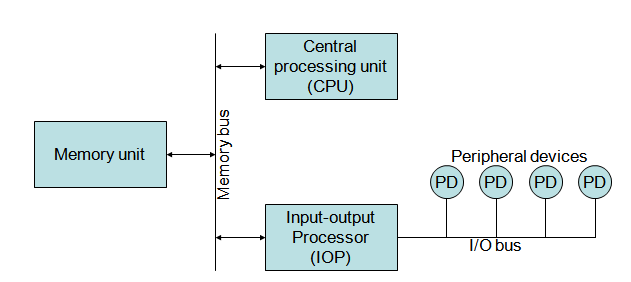 Central
processing unit
(CPU)
Memory unit
Memory bus
Peripheral devices
PD PD PD PD
Input-output
Processor
(IOP)
I/O bus